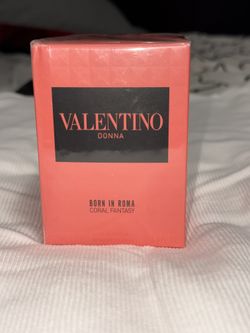 VALENTINO
DONNA
BORN IN ROMA
CORAL FANTASY